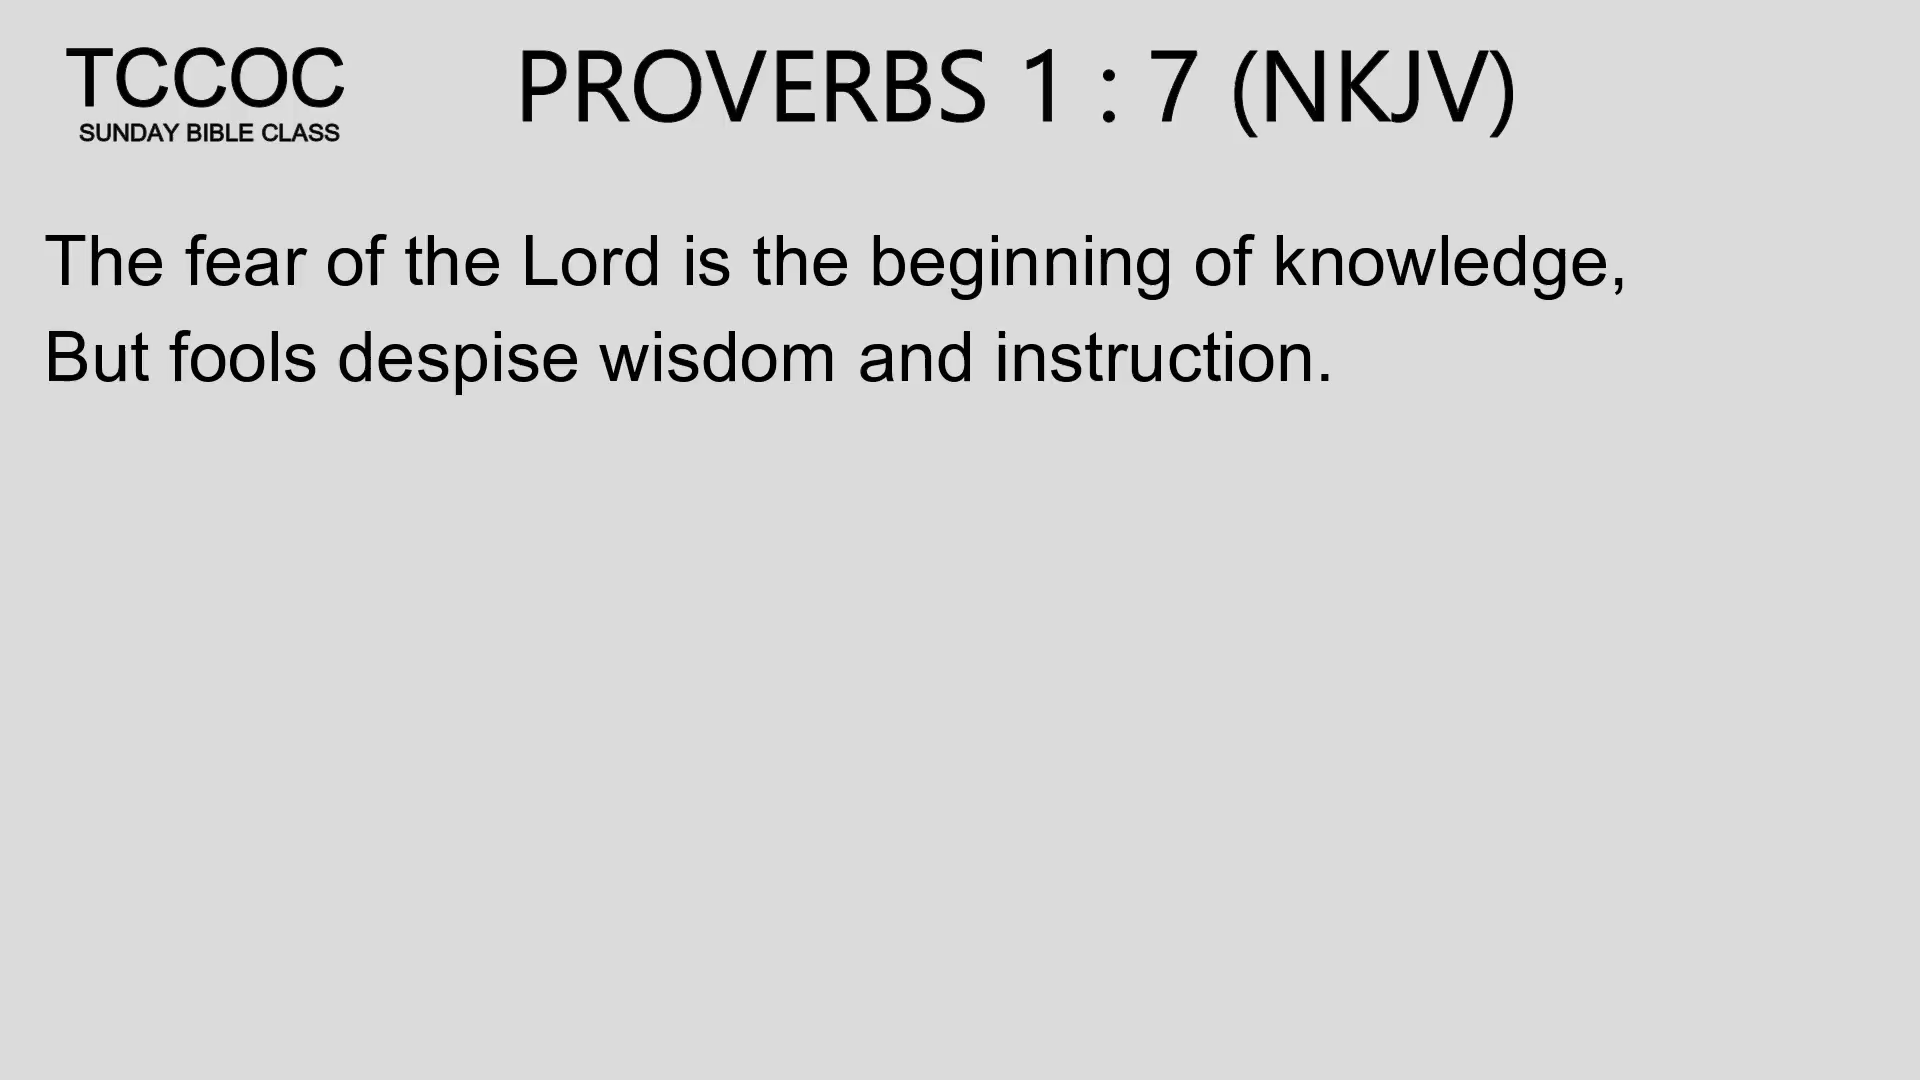 TCCOC
SUNDAY BIBLE CLASS
PROVERBS 1 : 7 (NKJV)
The fear of the Lord is the beginning of knowledge,
But fools despise wisdom and instruction.